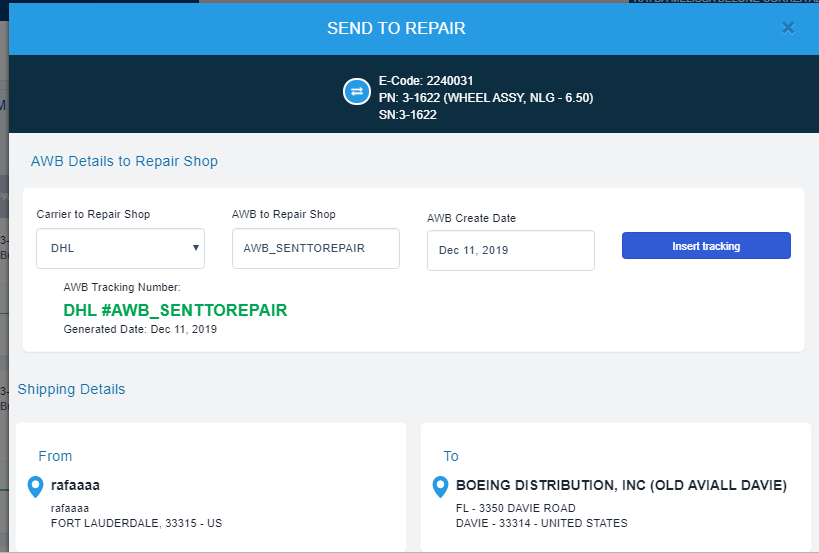 SEND TO REPAIR
×
E-Code: 2240031
PN: 3-1622 (WHEEL ASSY, NLG - 6.50)
SN:3-1622
AWB Details to Repair Shop
Carrier to Repair Shop
AWB to Repair Shop
AWB Create Date
DHL
AWB_SENTTOREPAIR
Dec 11, 2019
Insert tracking
AWB Tracking Number:
DHL #AWB_SENTTOREPAIR
Generated Date: Dec 11, 2019
Shipping Details
From
rafaaaa
rafaaaa
FORT LAUDERDALE, 33315 - US
To
BOEING DISTRIBUTION, INC (OLD AVIALL DAVIE)
FL - 3350 DAVIE ROAD
DAVIE - 33314 - UNITED STATES